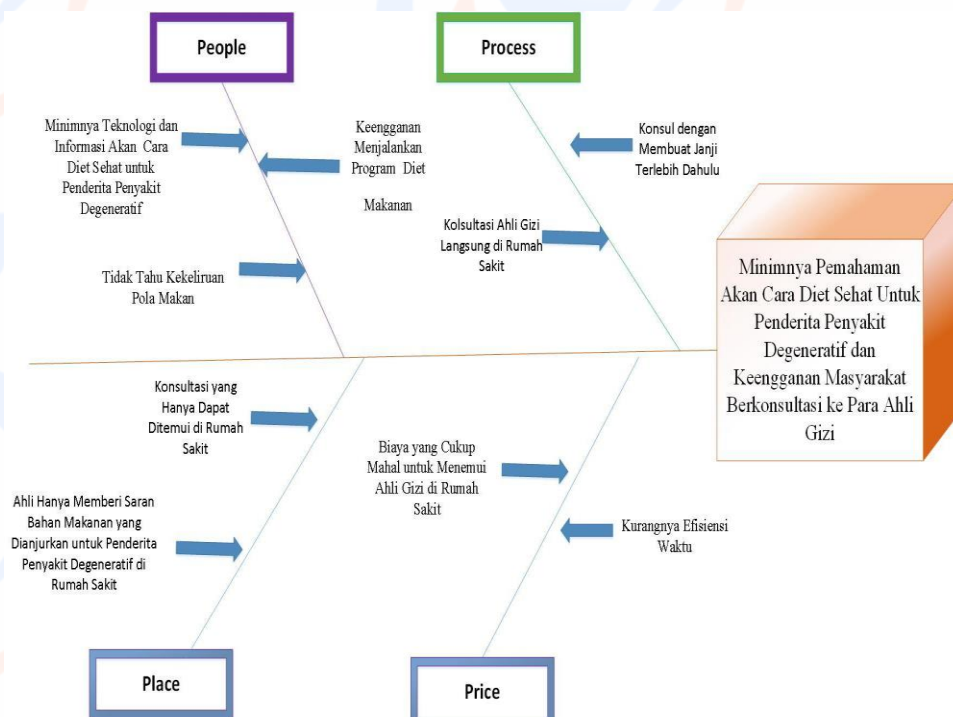 People
Process
Minimnya Teknologi dan
Informasi Akan Cara
Diet Sehat untuk
Penderita Penyakit
Degeneratif
Keengganan
Menjalankan
Program Diet
Makanan
Tidak Tahu Kekeliruan
Pola Makan
Konsul dengan
Membuat Janji
Terlebih Dahulu
Kolsultasi Ahli Gizi
Langsung di Rumah
Sakit
Minimnya Pemahaman
Akan Cara Diet Sehat Untuk
Penderita Penyakit
Degeneratif dan
Keengganan Masyarakat
Berkonsultasi ke Para Ahli
Gizi
Konsultasi yang
Hanya Dapat
Ditemui di Rumah
Sakit
Ahli Hanya Memberi Saran
Bahan Makanan yang
Dianjurkan untuk Penderita
Penyakit Degeneratif di
Rumah Sakit
Biaya yang Cukup
Mahal untuk Menemui
Ahli Gizi di Rumah
Sakit
Kurangnya Efisiensi
Waktu
Place
Price